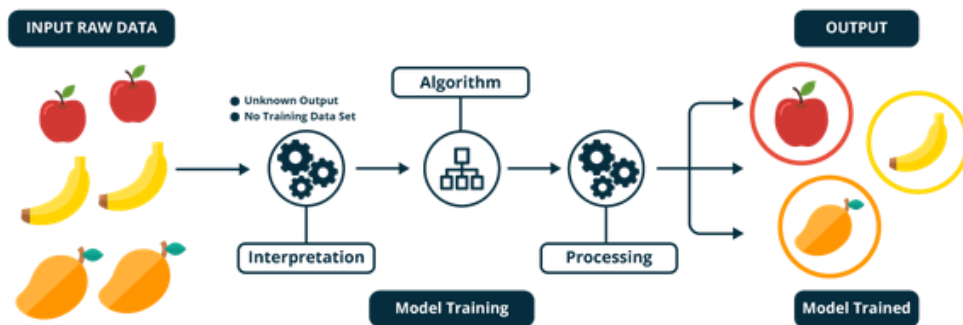 INPUT RAW DATA
OUTPUT
Algorithm
Unknown Output
No Training Data Set
Interpretation
Processing
Model Training
Model Trained